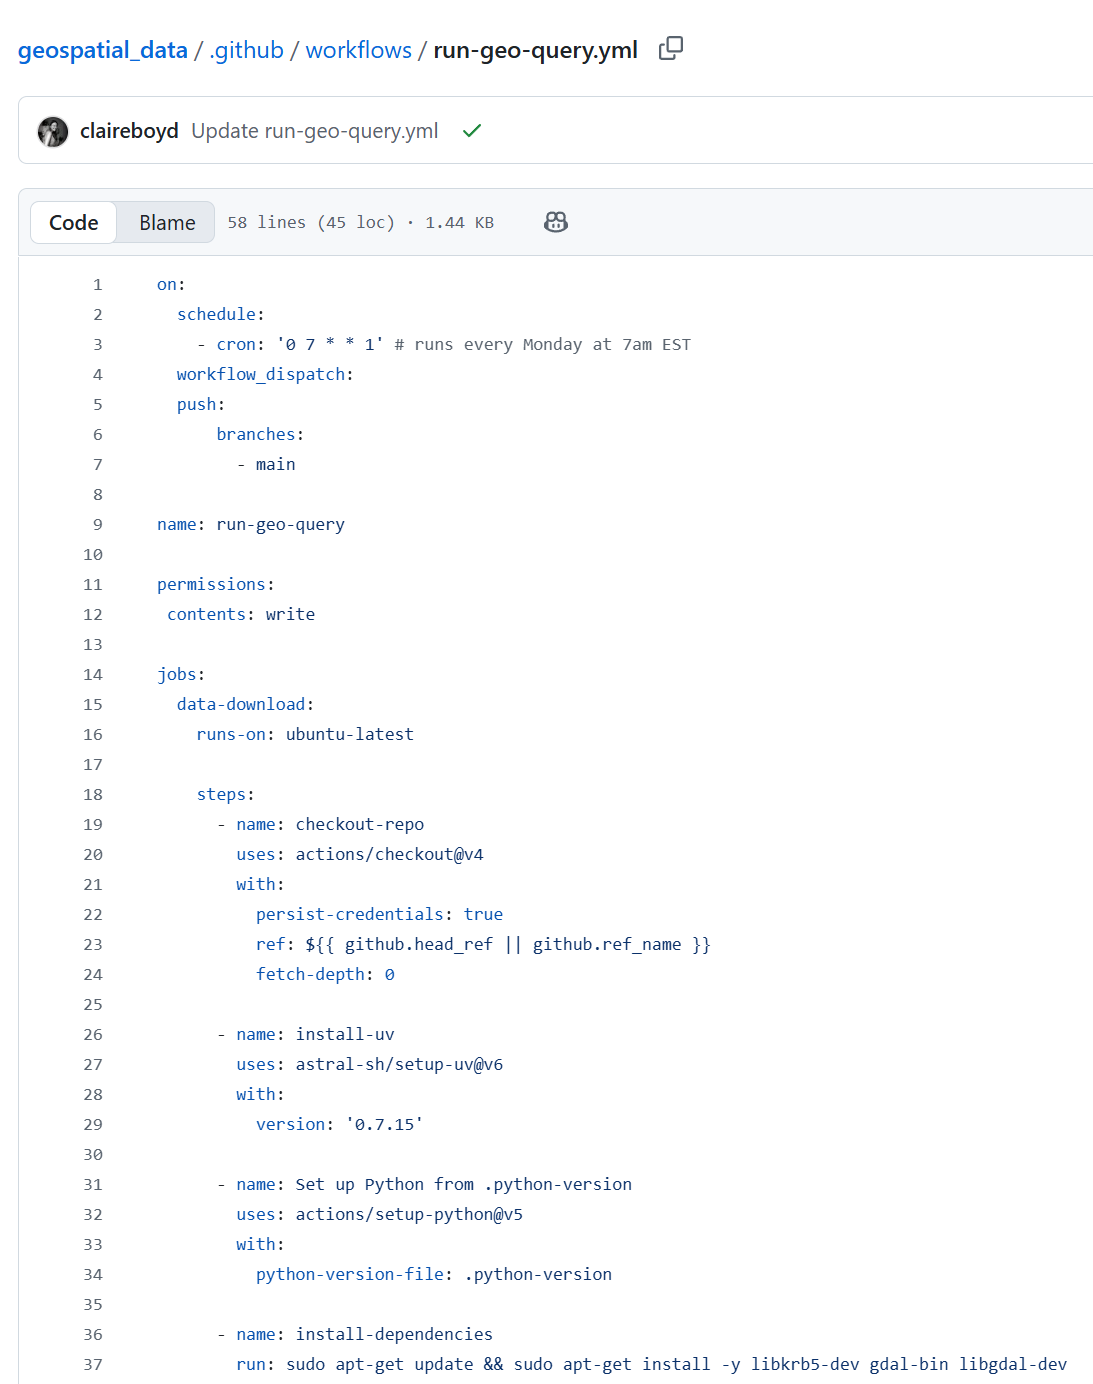 geospatial_data / .github / workflows / run-geo-query.yml
claireboyd Update run-geo-query.yml
Code Blame 58 lines (45 loc) · 1.44 KB
1 on:
2   schedule:
3     - cron: '0 7 * * 1' # runs every Monday at 7am EST
4   workflow_dispatch:
5   push:
6       branches:
7         - main
8
9 name: run-geo-query
10
11 permissions:
12  contents: write
13
14 jobs:
15   data-download:
16     runs-on: ubuntu-latest
17
18     steps:
19       - name: checkout-repo
20         uses: actions/checkout@v4
21         with:
22           persist-credentials: true
23           ref: ${{ github.head_ref || github.ref_name }}
24           fetch-depth: 0
25
26       - name: install-uv
27         uses: astral-sh/setup-uv@v6
28         with:
29           version: '0.7.15'
30
31       - name: Set up Python from .python-version
32         uses: actions/setup-python@v5
33         with:
34           python-version-file: .python-version
35
36       - name: install-dependencies
37         run: sudo apt-get update && sudo apt-get install -y libkrb5-dev gdal-bin libgdal-dev